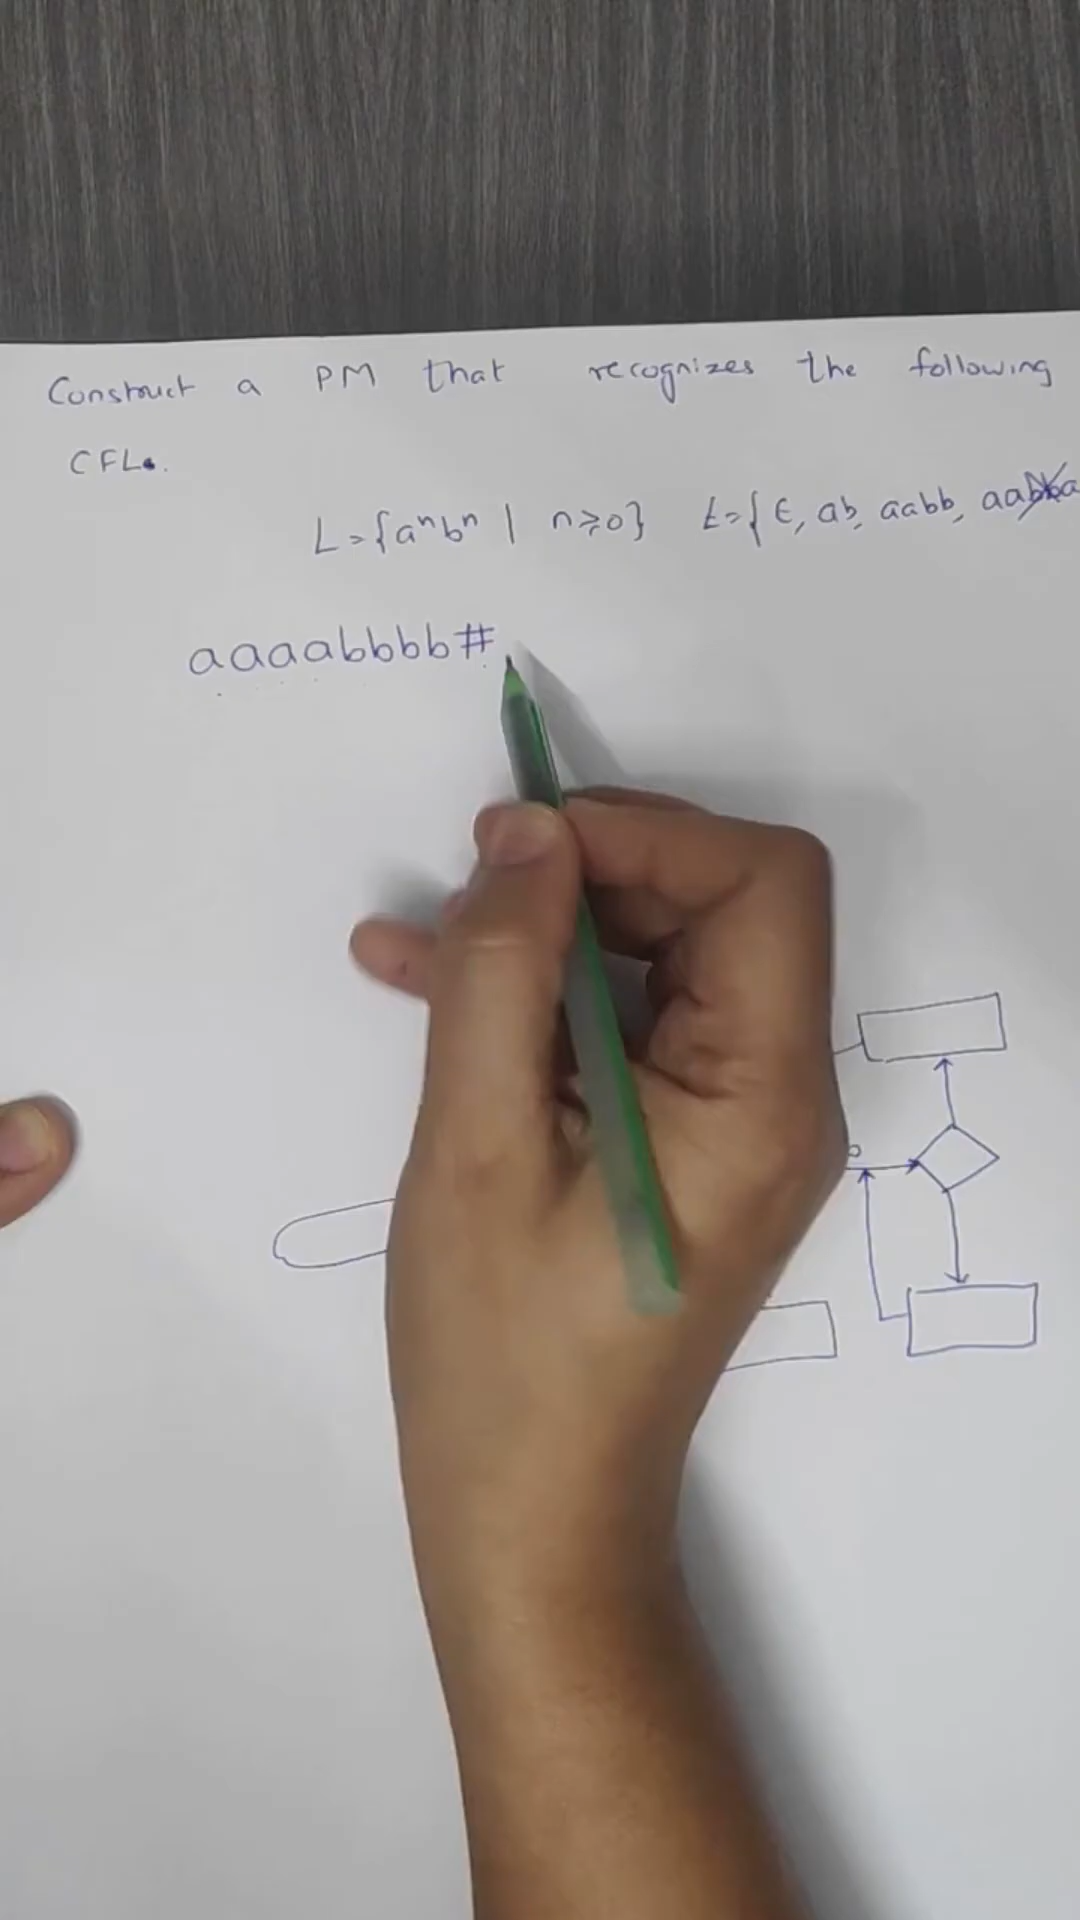 Construct a PM that recognizes the following
CFL.
L={aⁿbⁿ | n≥0} L={ε, ab, aabb,
aaaabbbb#
b